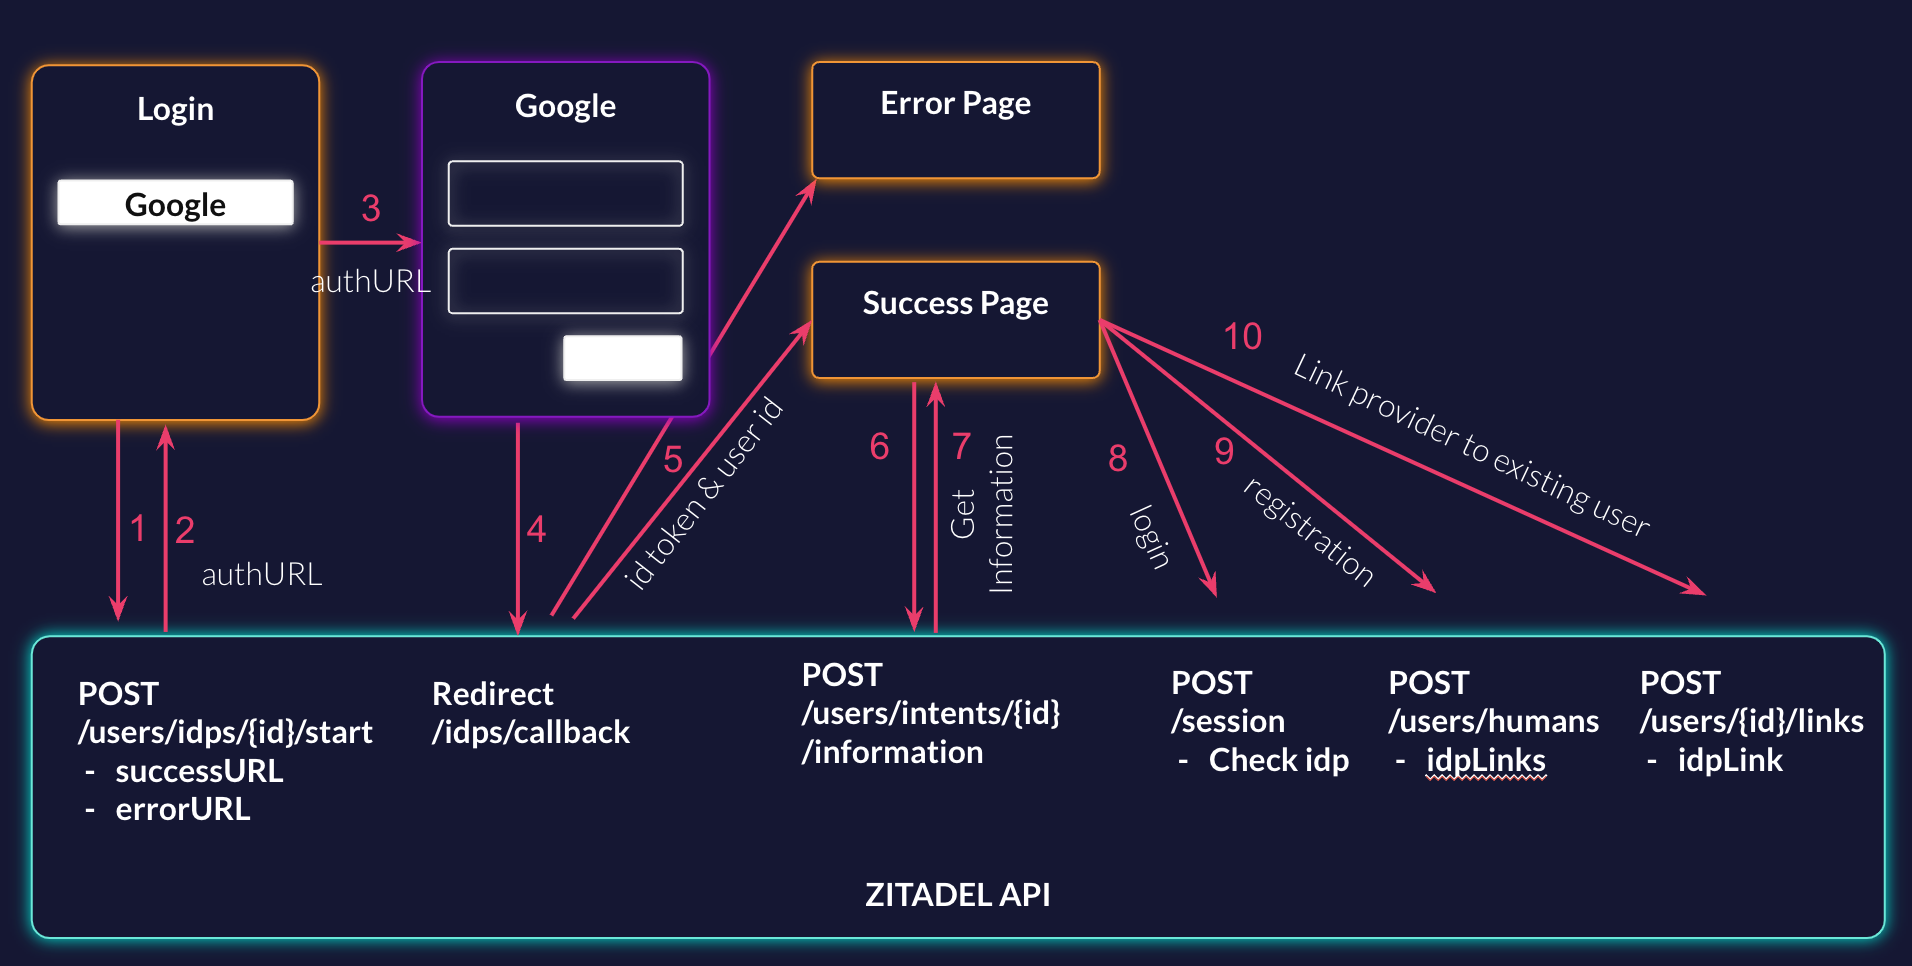 Login
Google
3
authURL
Google
Error Page
Success Page
1
2
authURL
4
5
id token & user id
6
7
Get
Information
8
login
9
registration
10
Link provider to existing user
POST
/users/idps/{id}/start
- successURL
- errorURL
Redirect
/idps/callback
POST
/users/intents/{id}
/information
POST
/session
- Check idp
POST
/users/humans
- idpLinks
POST
/users/{id}/links
- idpLink
ZITADEL API